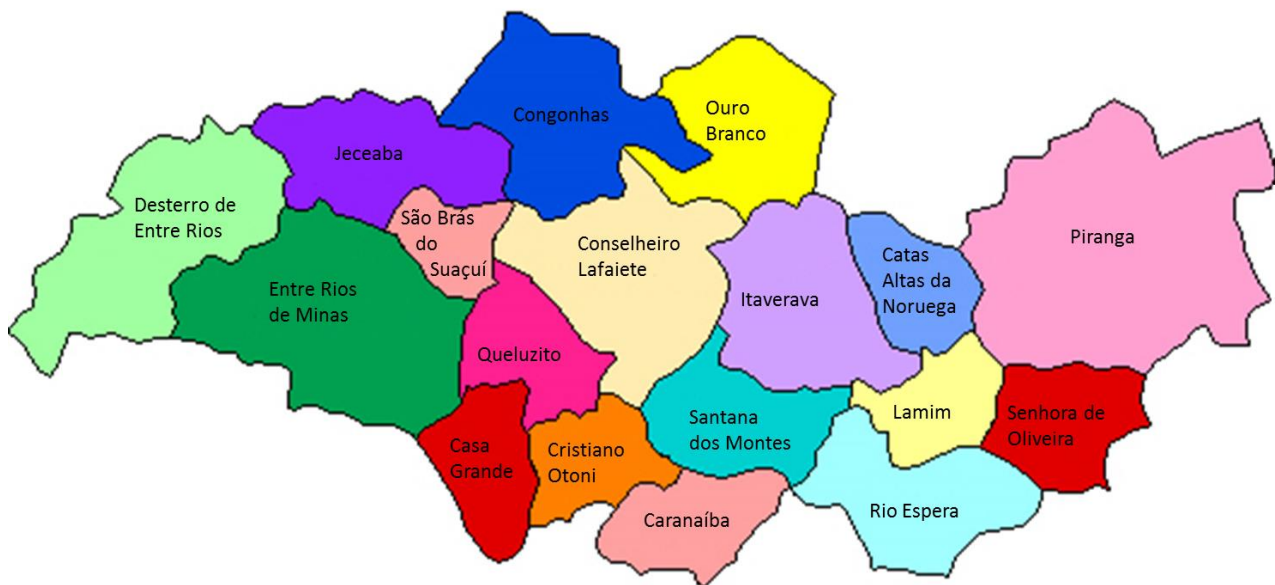 Congonhas
Ouro
Branco
Jeceaba
Desterro de
Entre Rios
São Brás
do
Suaçuí
Conselheiro
Lafaiete
Catas
Altas da
Noruega
Piranga
Entre Rios
de Minas
Itaverava
Queluzito
Santana
dos Montes
Lamim
Senhora de
Oliveira
Casa
Grande
Cristiano
Otoni
Caranaíba
Rio Espera